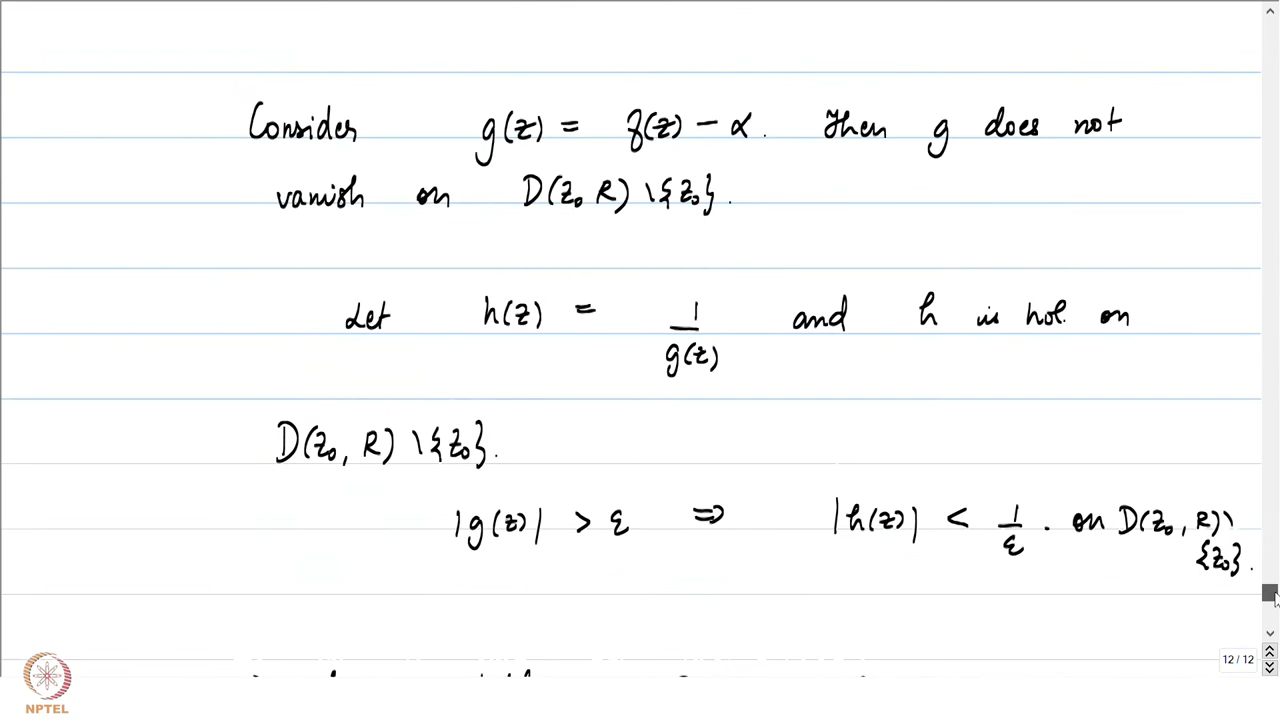 Consider g(z) = f(z) - α. Then g does not
vanish on D(z₀ R) \{z₀}.
Let h(z) = 1/g(z) and h is hol. on
D(z₀, R) \{z₀}.
|g(z)| > ε ⇒ |h(z)| < 1/ε. on D(z₀, R)\
{z₀}.
12 / 12
NPTEL